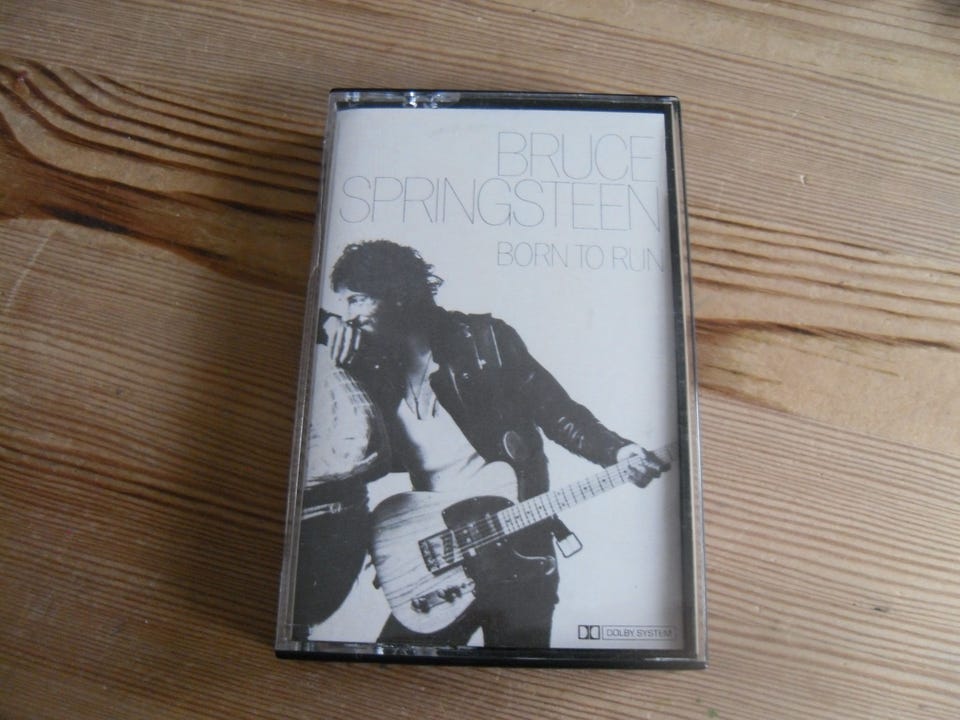 BRUCE
SPRINGSTEEN
BORN TO RUN
DOLBY SYSTEM